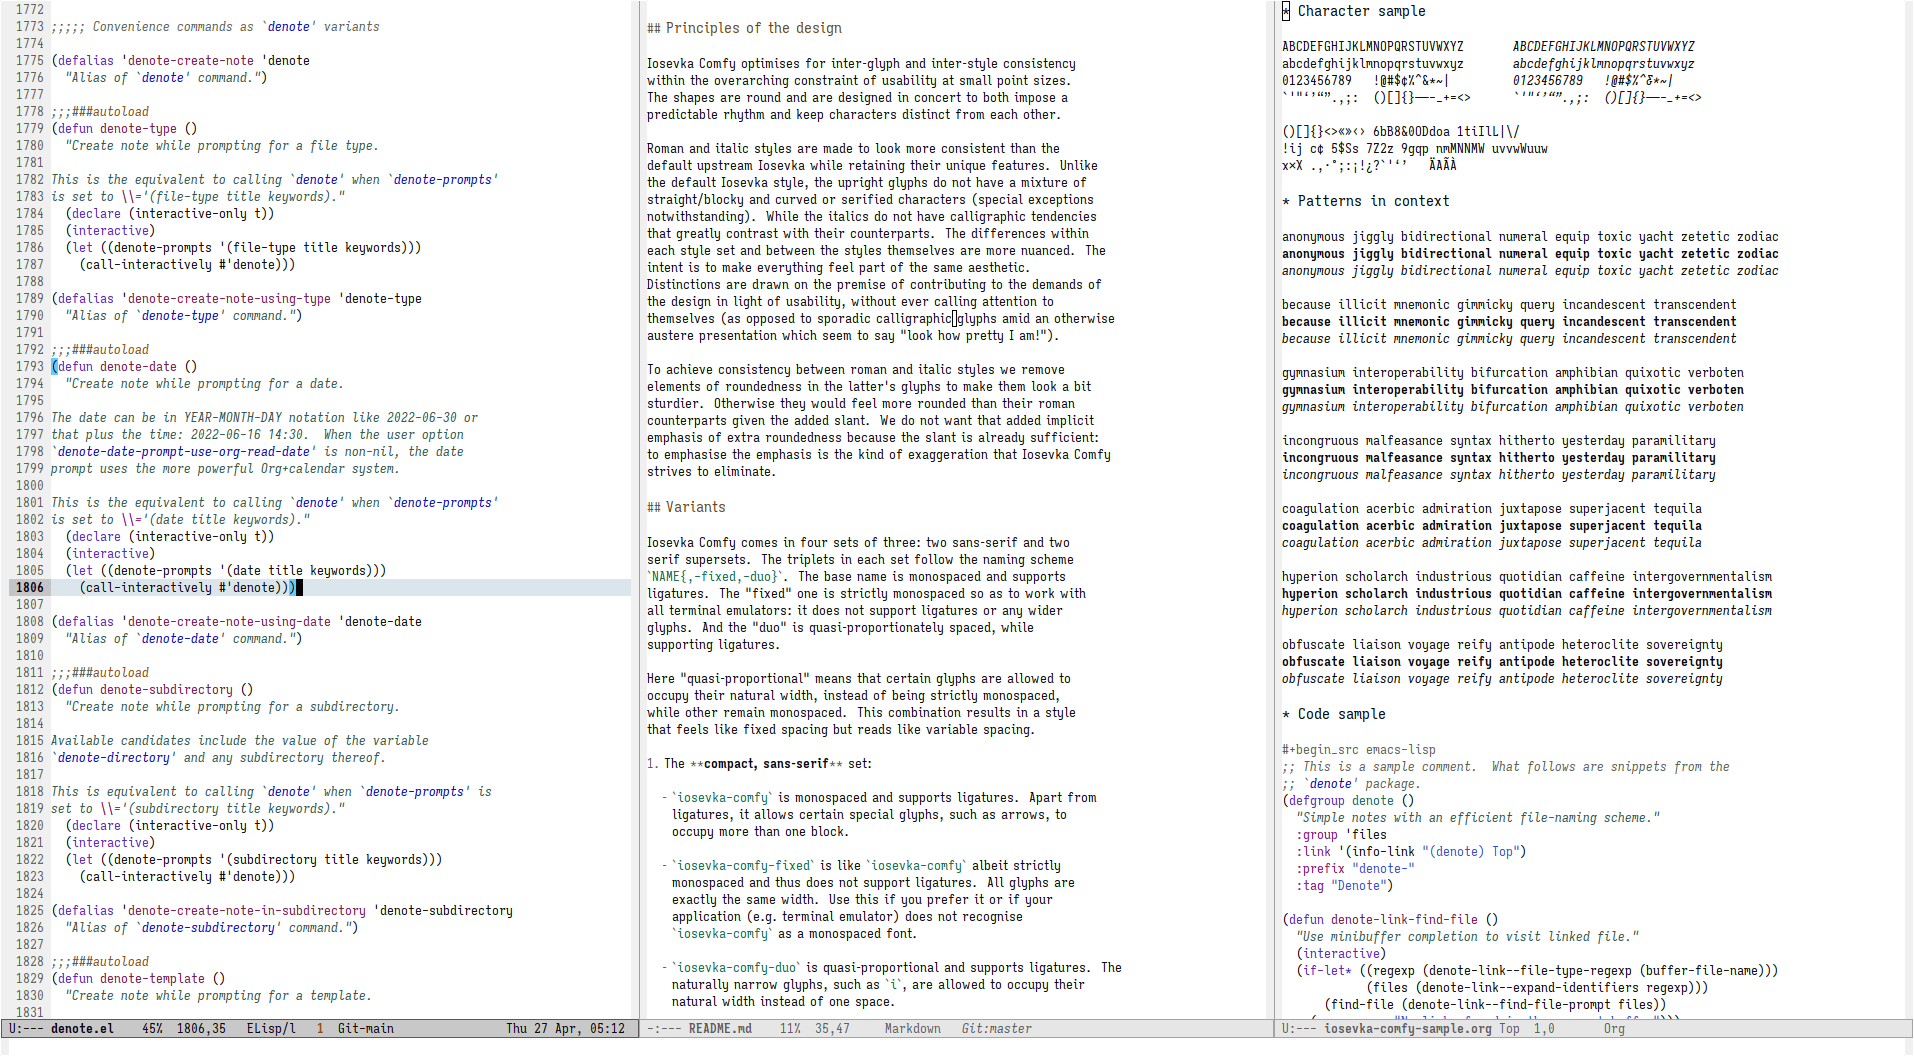 1772
1773 ;;;;; Convenience commands as `denote' variants
1774
1775 (defalias 'denote-create-note 'denote
1776   "Alias of `denote' command.")
1777
1778 ;;;###autoload
1779 (defun denote-type ()
1780   "Create note while prompting for a file type.
1781
1782 This is the equivalent to calling `denote' when `denote-prompts'
1783 is set to \\='(file-type title keywords)."
1784   (declare (interactive-only t))
1785   (interactive)
1786   (let ((denote-prompts '(file-type title keywords)))
1787     (call-interactively #'denote)))
1788
1789 (defalias 'denote-create-note-using-type 'denote-type
1790   "Alias of `denote-type' command.")
1791
1792 ;;;###autoload
1793 (defun denote-date ()
1794   "Create note while prompting for a date.
1795
1796 The date can be in YEAR-MONTH-DAY notation like 2022-06-30 or
1797 that plus the time: 2022-06-16 14:30.  When the user option
1798 `denote-date-prompt-use-org-read-date' is non-nil, the date
1799 prompt uses the more powerful Org+calendar system.
1800
1801 This is the equivalent to calling `denote' when `denote-prompts'
1802 is set to \\='(date title keywords)."
1803   (declare (interactive-only t))
1804   (interactive)
1805   (let ((denote-prompts '(date title keywords)))
1806     (call-interactively #'denote)))
1807
1808 (defalias 'denote-create-note-using-date 'denote-date
1809   "Alias of `denote-date' command.")
1810
1811 ;;;###autoload
1812 (defun denote-subdirectory ()
1813   "Create note while prompting for a subdirectory.
1814
1815 Available candidates include the value of the variable
1816 `denote-directory' and any subdirectory thereof.
1817
1818 This is equivalent to calling `denote' when `denote-prompts' is
1819 set to \\='(subdirectory title keywords)."
1820   (declare (interactive-only t))
1821   (interactive)
1822   (let ((denote-prompts '(subdirectory title keywords)))
1823     (call-interactively #'denote)))
1824
1825 (defalias 'denote-create-note-in-subdirectory 'denote-subdirectory
1826   "Alias of `denote-subdirectory' command.")
1827
1828 ;;;###autoload
1829 (defun denote-template ()
1830   "Create note while prompting for a template.
1831
U:--- denote.el    45%  1806,35   ELisp/l   1  Git-main    Thu 27 Apr, 05:12
## Principles of the design
Iosevka Comfy optimises for inter-glyph and inter-style consistency
within the overarching constraint of usability at small point sizes.
The shapes are round and are designed in concert to both impose a
predictable rhythm and keep characters distinct from each other.
Roman and italic styles are made to look more consistent than the
default upstream Iosevka while retaining their unique features.  Unlike
the default Iosevka style, the upright glyphs do not have a mixture of
straight/blocky and curved or serified characters (special exceptions
notwithstanding).  While the italics do not have calligraphic tendencies
that greatly contrast with their counterparts.  The differences within
each style set and between the styles themselves are more nuanced.  The
intent is to make everything feel part of the same aesthetic.
Distinctions are drawn on the premise of contributing to the demands of
the design in light of usability, without ever calling attention to
themselves (as opposed to sporadic calligraphic glyphs amid an otherwise
austere presentation which seem to say "look how pretty I am!").
To achieve consistency between roman and italic styles we remove
elements of roundedness in the latter's glyphs to make them look a bit
sturdier.  Otherwise they would feel more rounded than their roman
counterparts given the added slant.  We do not want that added implicit
emphasis of extra roundedness because the slant is already sufficient:
to emphasise the emphasis is the kind of exaggeration that Iosevka Comfy
strives to eliminate.
## Variants
Iosevka Comfy comes in four sets of three: two sans-serif and two
serif supersets.  The triplets in each set follow the naming scheme
`NAME{,-fixed,-duo}`.  The base name is monospaced and supports
ligatures.  The "fixed" one is strictly monospaced so as to work with
all terminal emulators: it does not support ligatures or any wider
glyphs.  And the "duo" is quasi-proportionately spaced, while
supporting ligatures.
Here "quasi-proportional" means that certain glyphs are allowed to
occupy their natural width, instead of being strictly monospaced,
while other remain monospaced.  This combination results in a style
that feels like fixed spacing but reads like variable spacing.
1. The **compact, sans-serif** set:
- `iosevka-comfy` is monospaced and supports ligatures.  Apart from
ligatures, it allows certain special glyphs, such as arrows, to
occupy more than one block.
- `iosevka-comfy-fixed` is like `iosevka-comfy` albeit strictly
monospaced and thus does not support ligatures.  All glyphs are
exactly the same width.  Use this if you prefer it or if your
application (e.g. terminal emulator) does not recognise
`iosevka-comfy` as a monospaced font.
- `iosevka-comfy-duo` is quasi-proportional and supports ligatures.  The
naturally narrow glyphs, such as `i`, are allowed to occupy their
natural width instead of one space.
-:--- README.md    11%  35,47     Markdown   Git:master
* Character sample
ABCDEFGHIJKLMNOPQRSTUVWXYZ       ABCDEFGHIJKLMNOPQRSTUVWXYZ
abcdefghijklmnopqrstuvwxyz       abcdefghijklmnopqrstuvwxyz
0123456789   !@#$¢%^&*~|         0123456789   !@#$%^&*~|
`'"‘’“”.,;:  ()[]{}—-–_+=<>      `'"‘’“”.,;:  ()[]{}—-–_+=<>
()[]{}<>«»‹› 6bB8&0ODdoa 1tiIlL|\/
!ij c¢ 5$Ss 7Z2z 9gqp nmMNNMW uvvwWuuw
x×X .,·°;:¡!¿?`'‘’   ÄAÃÀ
* Patterns in context
anonymous jiggly bidirectional numeral equip toxic yacht zetetic zodiac
anonymous jiggly bidirectional numeral equip toxic yacht zetetic zodiac
anonymous jiggly bidirectional numeral equip toxic yacht zetetic zodiac
because illicit mnemonic gimmicky query incandescent transcendent
because illicit mnemonic gimmicky query incandescent transcendent
because illicit mnemonic gimmicky query incandescent transcendent
gymnasium interoperability bifurcation amphibian quixotic verboten
gymnasium interoperability bifurcation amphibian quixotic verboten
gymnasium interoperability bifurcation amphibian quixotic verboten
incongruous malfeasance syntax hitherto yesterday paramilitary
incongruous malfeasance syntax hitherto yesterday paramilitary
incongruous malfeasance syntax hitherto yesterday paramilitary
coagulation acerbic admiration juxtapose superjacent tequila
coagulation acerbic admiration juxtapose superjacent tequila
coagulation acerbic admiration juxtapose superjacent tequila
hyperion scholarch industrious quotidian caffeine intergovernmentalism
hyperion scholarch industrious quotidian caffeine intergovernmentalism
hyperion scholarch industrious quotidian caffeine intergovernmentalism
obfuscate liaison voyage reify antipode heteroclite sovereignty
obfuscate liaison voyage reify antipode heteroclite sovereignty
obfuscate liaison voyage reify antipode heteroclite sovereignty
* Code sample
#+begin_src emacs-lisp
;; This is a sample comment.  What follows are snippets from the
;; `denote' package.
(defgroup denote ()
  "Simple notes with an efficient file-naming scheme."
  :group 'files
  :link '(info-link "(denote) Top")
  :prefix "denote-"
  :tag "Denote")
(defun denote-link-find-file ()
  "Use minibuffer completion to visit linked file."
  (interactive)
  (if-let* ((regexp (denote-link--file-type-regexp (buffer-file-name)))
            (files (denote-link--expand-identifiers regexp)))
      (find-file (denote-link--find-file-prompt files))
U:--- iosevka-comfy-sample.org Top  1,0       Org